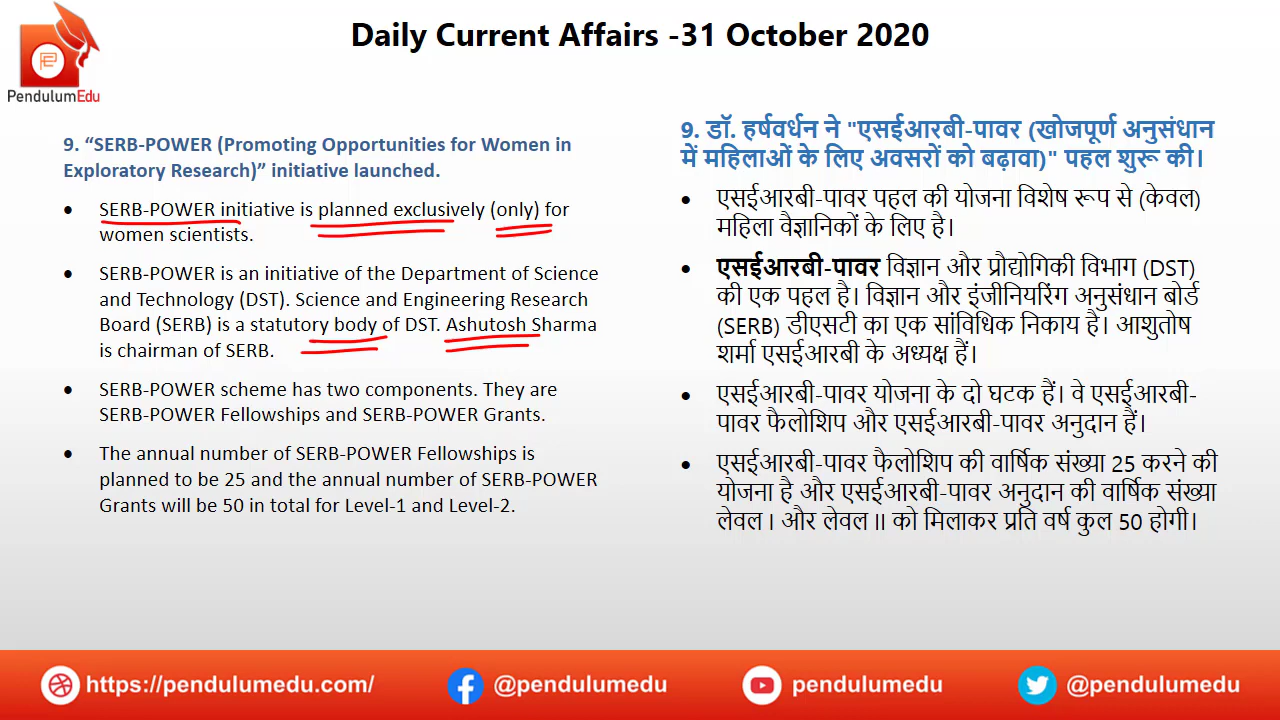 Daily Current Affairs -31 October 2020
PendulumEdu
9. “SERB-POWER (Promoting Opportunities for Women in
Exploratory Research)” initiative launched.
• SERB-POWER initiative is planned exclusively (only) for
women scientists.
• SERB-POWER is an initiative of the Department of Science
and Technology (DST). Science and Engineering Research
Board (SERB) is a statutory body of DST. Ashutosh Sharma
is chairman of SERB.
• SERB-POWER scheme has two components. They are
SERB-POWER Fellowships and SERB-POWER Grants.
• The annual number of SERB-POWER Fellowships is
planned to be 25 and the annual number of SERB-POWER
Grants will be 50 in total for Level-1 and Level-2.
9. डॉ. हर्षवर्धन ने "एसईआरबी-पावर (खोजपूर्ण अनुसंधान
में महिलाओं के लिए अवसरों को बढ़ावा)" पहल शुरू की।
• एसईआरबी-पावर पहल की योजना विशेष रूप से (केवल)
महिला वैज्ञानिकों के लिए है।
• एसईआरबी-पावर विज्ञान और प्रौद्योगिकी विभाग (DST)
की एक पहल है। विज्ञान और इंजीनियरिंग अनुसंधान बोर्ड
(SERB) डीएसटी का एक सांविधिक निकाय है। आशुतोष
शर्मा एसईआरबी के अध्यक्ष हैं।
• एसईआरबी-पावर योजना के दो घटक हैं। वे एसईआरबी-
पावर फैलोशिप और एसईआरबी-पावर अनुदान हैं।
• एसईआरबी-पावर फैलोशिप की वार्षिक संख्या 25 करने की
योजना है और एसईआरबी-पावर अनुदान की वार्षिक संख्या
लेवल I और लेवल II को मिलाकर प्रति वर्ष कुल 50 होगी।
https://pendulumedu.com/ @pendulumedu pendulumedu @pendulumedu